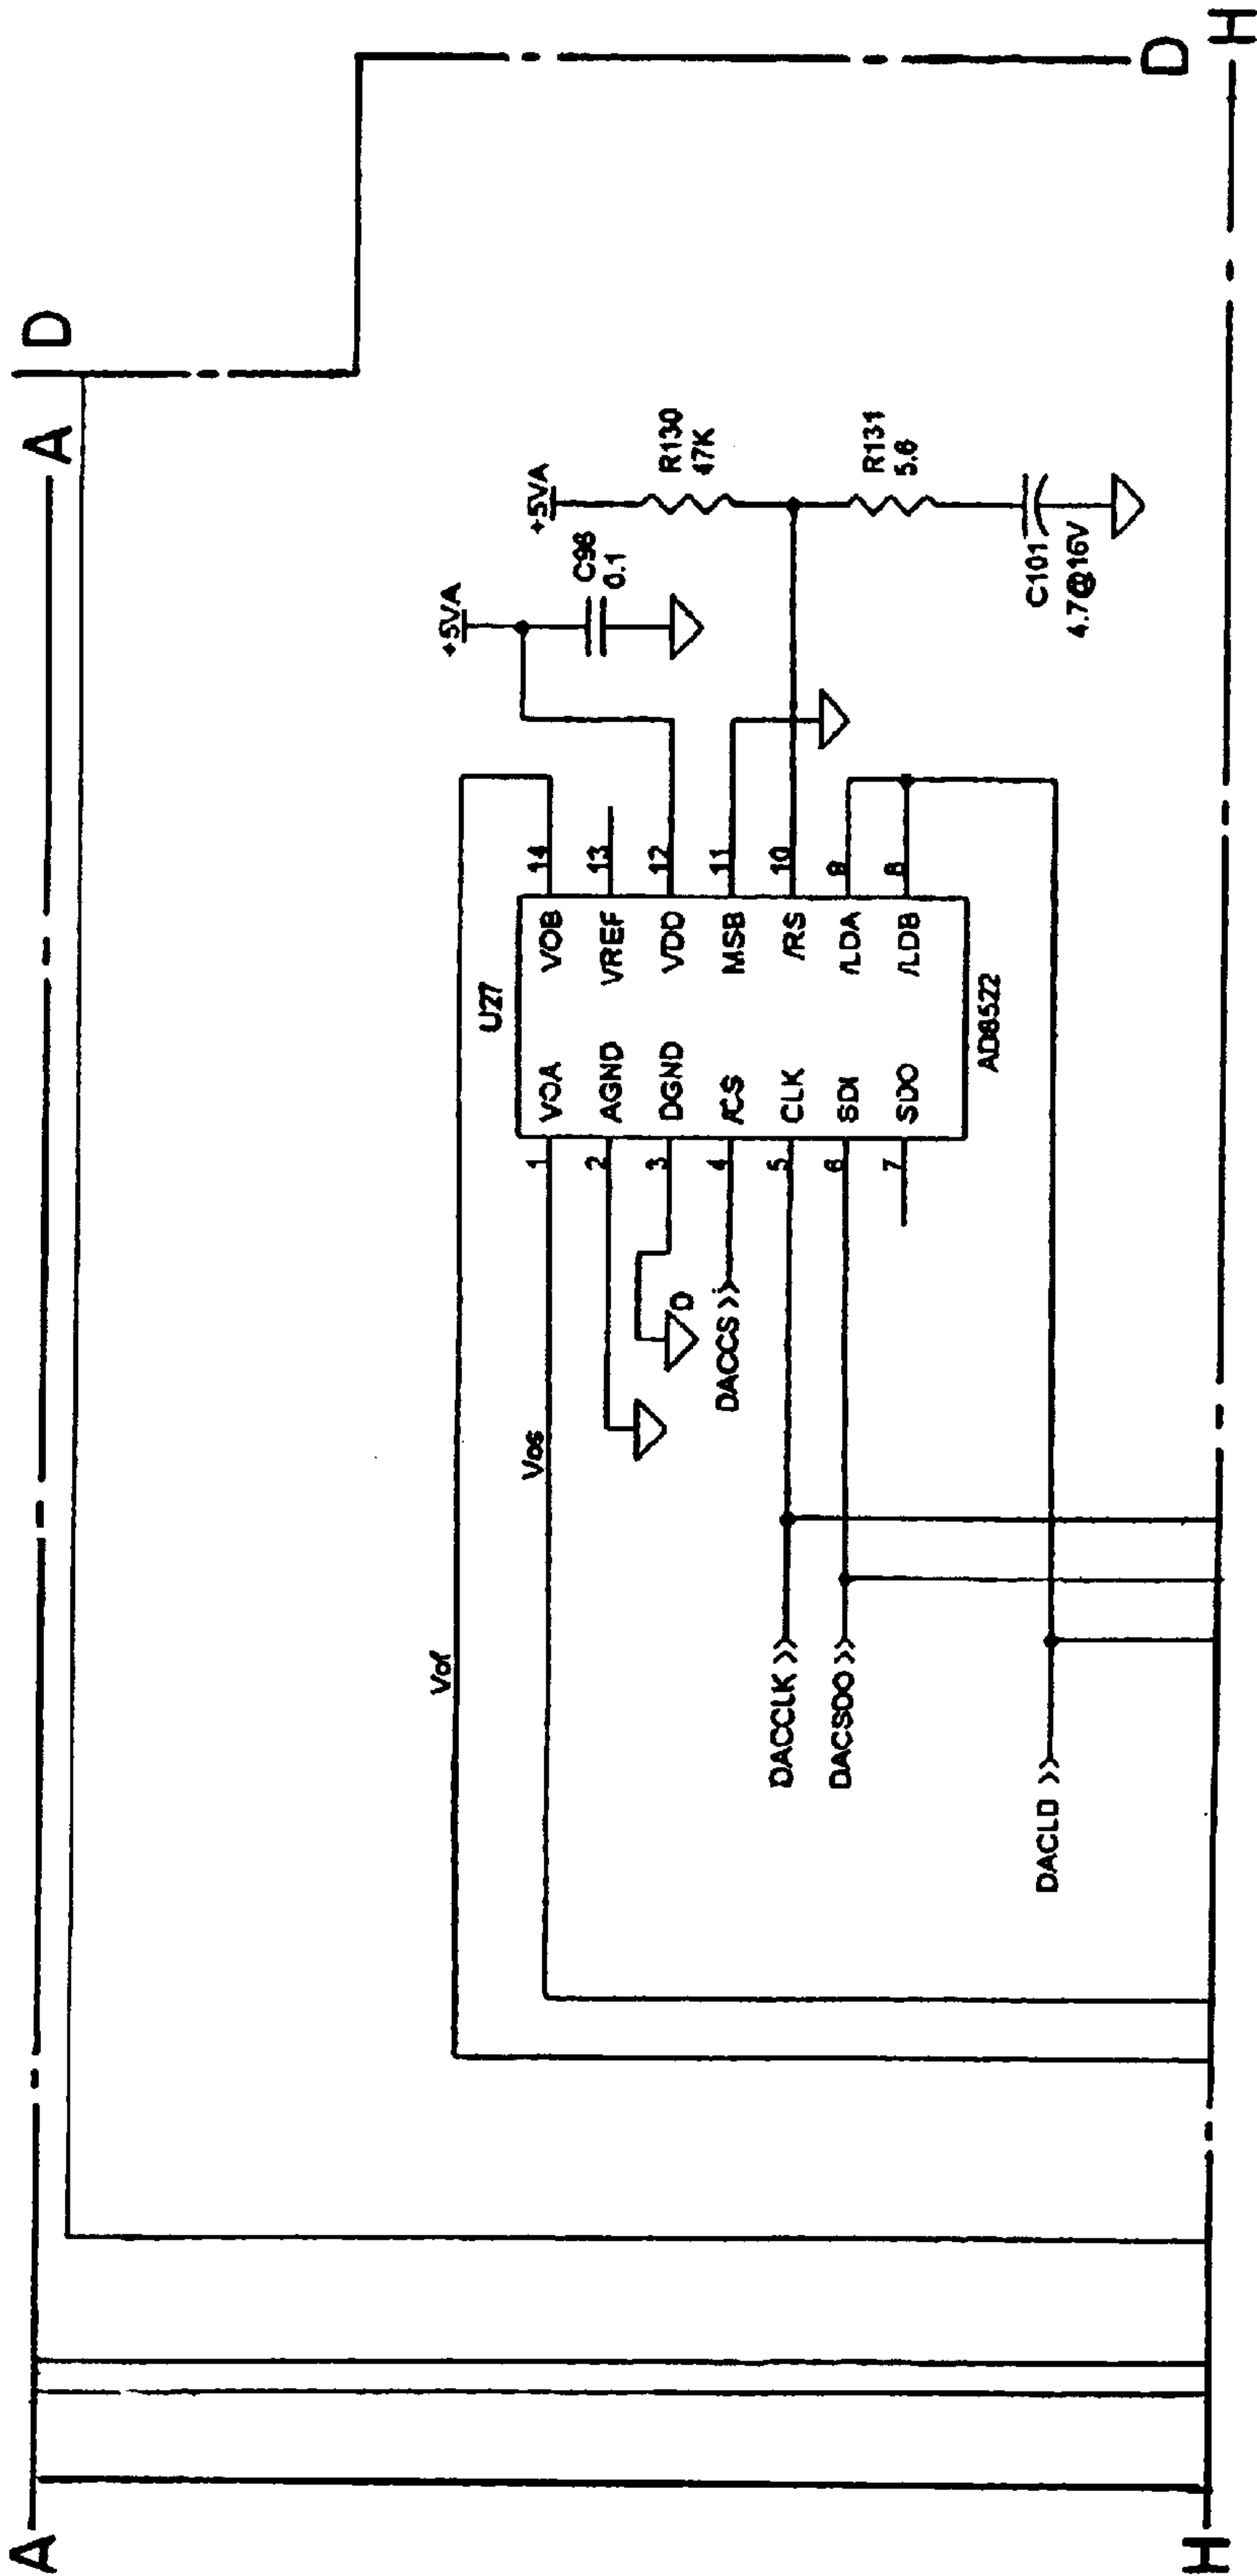 A
A
D
D
H
H
+5VA
+5VA
C98
0.1
R130
47K
R131
5.6
C101
4.7@16V
U27
AD8522
VOA
AGND
DGND
/CS
CLK
SDI
SDO
1
2
3
4
5
6
7
VOB
VREF
VDD
MSB
/RS
/LDA
/LDB
14
13
12
11
10
9
8
Vof
Vos
D
DACCS >>
DACCLK >>
DACSDO >>
DACLD >>